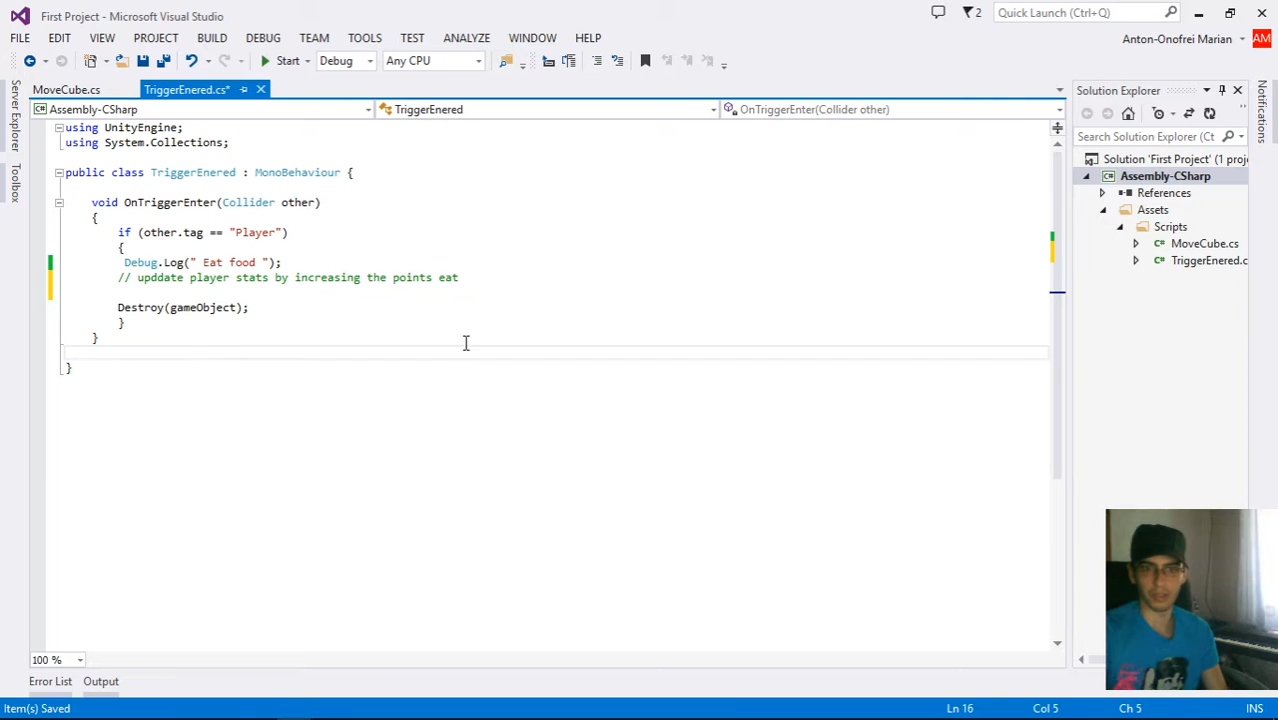 First Project - Microsoft Visual Studio
2
Quick Launch (Ctrl+Q)
FILE EDIT VIEW PROJECT BUILD DEBUG TEAM TOOLS TEST ANALYZE WINDOW HELP
Anton-Onofrei Marian
AM
Start Debug Any CPU
Server Explorer
Toolbox
MoveCube.cs
TriggerEnered.cs*
Assembly-CSharp
TriggerEnered
OnTriggerEnter(Collider other)
using UnityEngine;
using System.Collections;
public class TriggerEnered : MonoBehaviour {
void OnTriggerEnter(Collider other)
{
if (other.tag == "Player")
{
Debug.Log(" Eat food ");
// upddate player stats by increasing the points eat
Destroy(gameObject);
}
}
}
Solution Explorer
Search Solution Explorer (Ct
Solution 'First Project' (1 proje
Assembly-CSharp
References
Assets
Scripts
MoveCube.cs
TriggerEnered.c
Notifications
100 %
Error List Output
Item(s) Saved
Ln 16 Col 5 Ch 5 INS